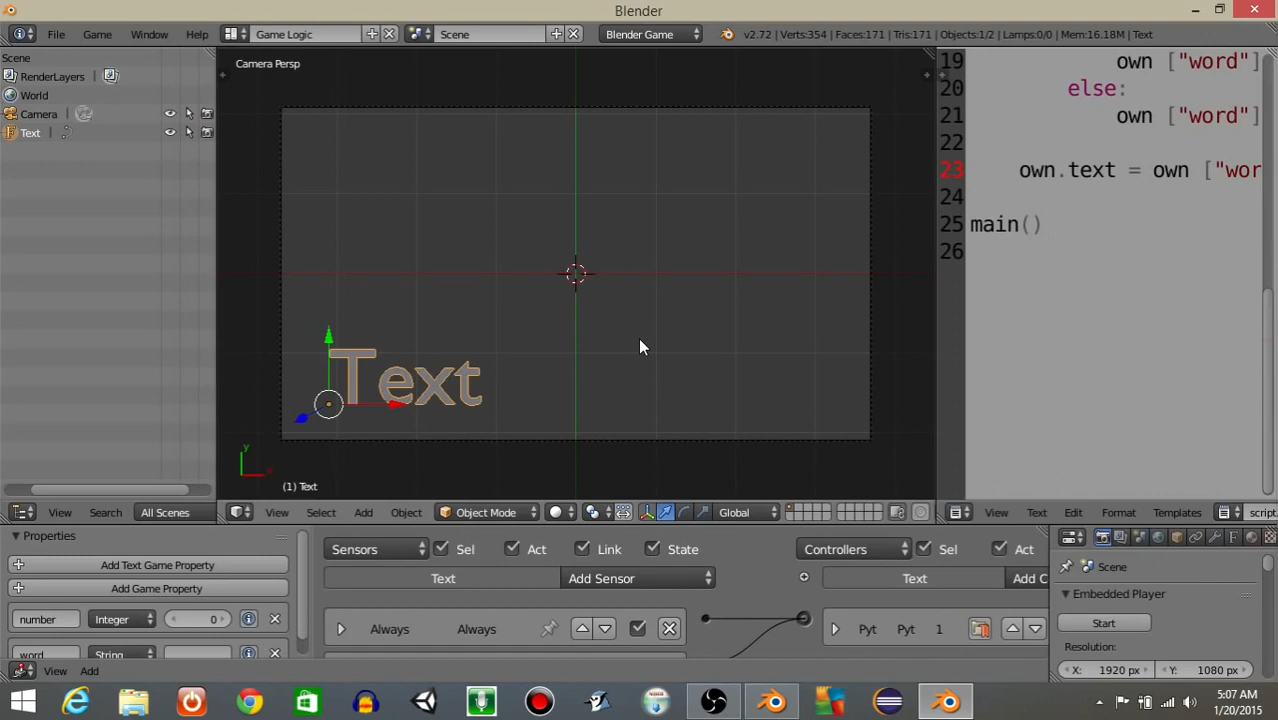 Blender
File Game Window Help Game Logic Scene Blender Game v2.72 | Verts:354 | Faces:171 | Tris:171 | Objects:1/2 | Lamps:0/0 | Mem:16.18M | Text
Scene
RenderLayers
World
Camera
Text
View Search All Scenes
Camera Persp
Text
y
x
(1) Text
View Select Add Object Object Mode Global
19 own ["word"]
20 else:
21 own ["word"]
22
23 own.text = own ["wor
24
25 main()
26
View Text Edit Format Templates script.
Properties
Add Text Game Property
Add Game Property
number Integer 0
word String
View Add
Sensors Sel Act Link State
Text Add Sensor
Always Always
Controllers Sel Act
Text Add C
Pyt Pyt 1
Scene
Embedded Player
Start
Resolution:
X: 1920 px Y: 1080 px
5:07 AM
1/20/2015